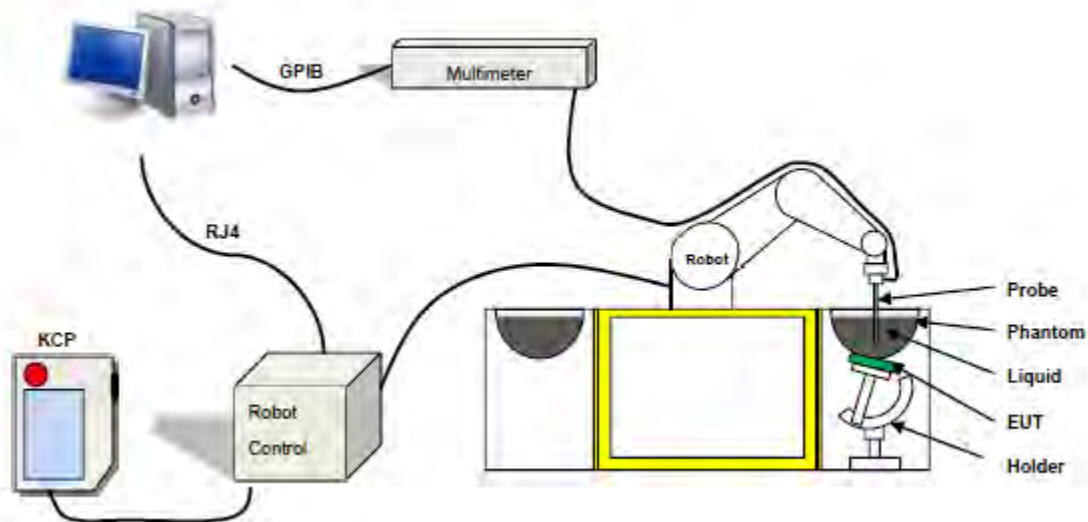 GPIB
Multimeter
RJ4
Robot
Probe
Phantom
KCP
Liquid
Robot
Control
EUT
Holder